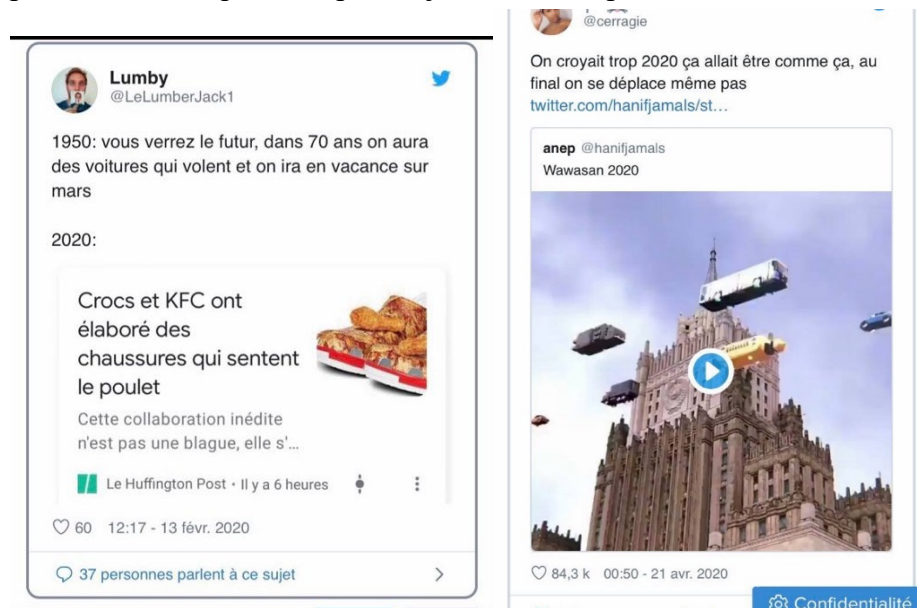 Lumby
@LeLumberJack1
1950: vous verrez le futur, dans 70 ans on aura
des voitures qui volent et on ira en vacance sur
mars
2020:
Crocs et KFC ont
élaboré des
chaussures qui sentent
le poulet
Cette collaboration inédite
n'est pas une blague, elle s'...
Le Huffington Post · Il y a 6 heures
60 12:17 - 13 févr. 2020
37 personnes parlent à ce sujet
@cerragie
On croyait trop 2020 ça allait être comme ça, au
final on se déplace même pas
twitter.com/hanifjamals/st…
anep @hanifjamals
Wawasan 2020
84,3 k 00:50 - 21 avr. 2020
Confidentialité